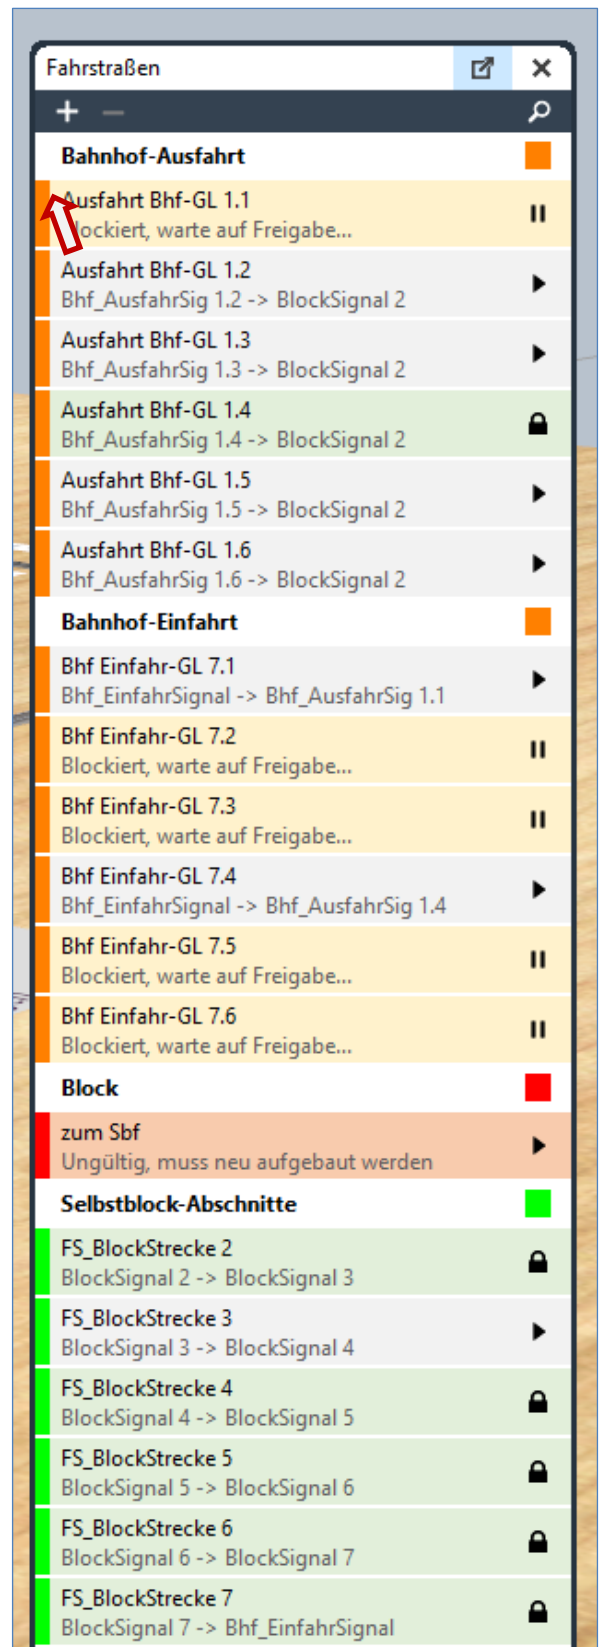 Fahrstraßen
Bahnhof-Ausfahrt
Ausfahrt Bhf-GL 1.1
Blockiert, warte auf Freigabe...
Ausfahrt Bhf-GL 1.2
Bhf_AusfahrSig 1.2 -> BlockSignal 2
Ausfahrt Bhf-GL 1.3
Bhf_AusfahrSig 1.3 -> BlockSignal 2
Ausfahrt Bhf-GL 1.4
Bhf_AusfahrSig 1.4 -> BlockSignal 2
Ausfahrt Bhf-GL 1.5
Bhf_AusfahrSig 1.5 -> BlockSignal 2
Ausfahrt Bhf-GL 1.6
Bhf_AusfahrSig 1.6 -> BlockSignal 2
Bahnhof-Einfahrt
Bhf Einfahr-GL 7.1
Bhf_EinfahrSignal -> Bhf_AusfahrSig 1.1
Bhf Einfahr-GL 7.2
Blockiert, warte auf Freigabe...
Bhf Einfahr-GL 7.3
Blockiert, warte auf Freigabe...
Bhf Einfahr-GL 7.4
Bhf_EinfahrSignal -> Bhf_AusfahrSig 1.4
Bhf Einfahr-GL 7.5
Blockiert, warte auf Freigabe...
Bhf Einfahr-GL 7.6
Blockiert, warte auf Freigabe...
Block
zum Sbf
Ungültig, muss neu aufgebaut werden
Selbstblock-Abschnitte
FS_BlockStrecke 2
BlockSignal 2 -> BlockSignal 3
FS_BlockStrecke 3
BlockSignal 3 -> BlockSignal 4
FS_BlockStrecke 4
BlockSignal 4 -> BlockSignal 5
FS_BlockStrecke 5
BlockSignal 5 -> BlockSignal 6
FS_BlockStrecke 6
BlockSignal 6 -> BlockSignal 7
FS_BlockStrecke 7
BlockSignal 7 -> Bhf_EinfahrSignal